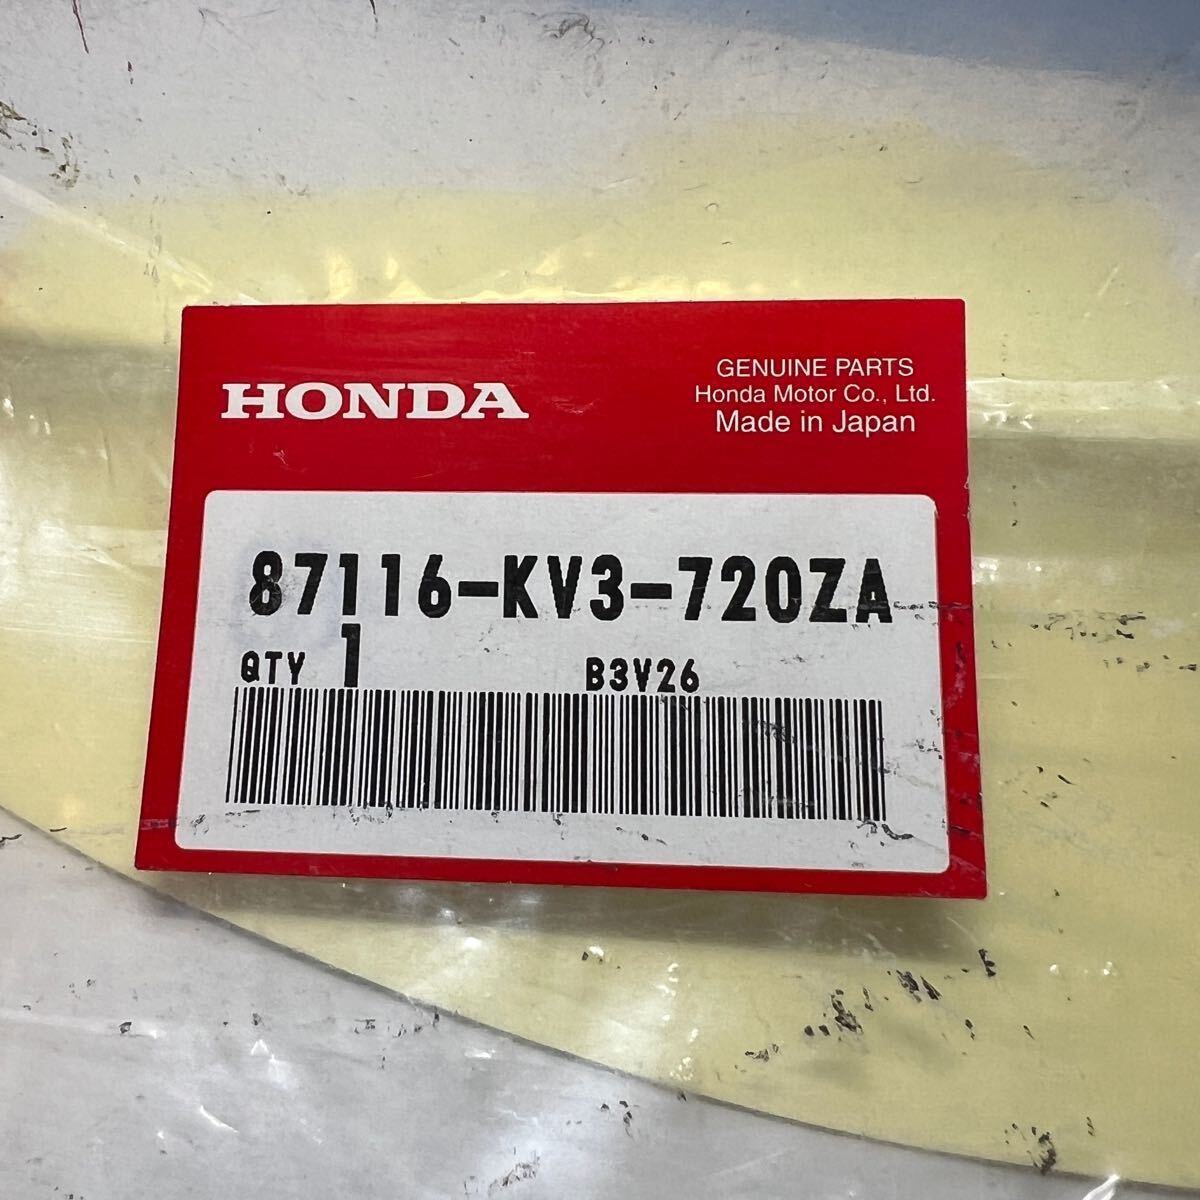 HONDA
GENUINE PARTS
Honda Motor Co., Ltd.
Made in Japan
87116-KV3-720ZA
QTY 1 B3V26